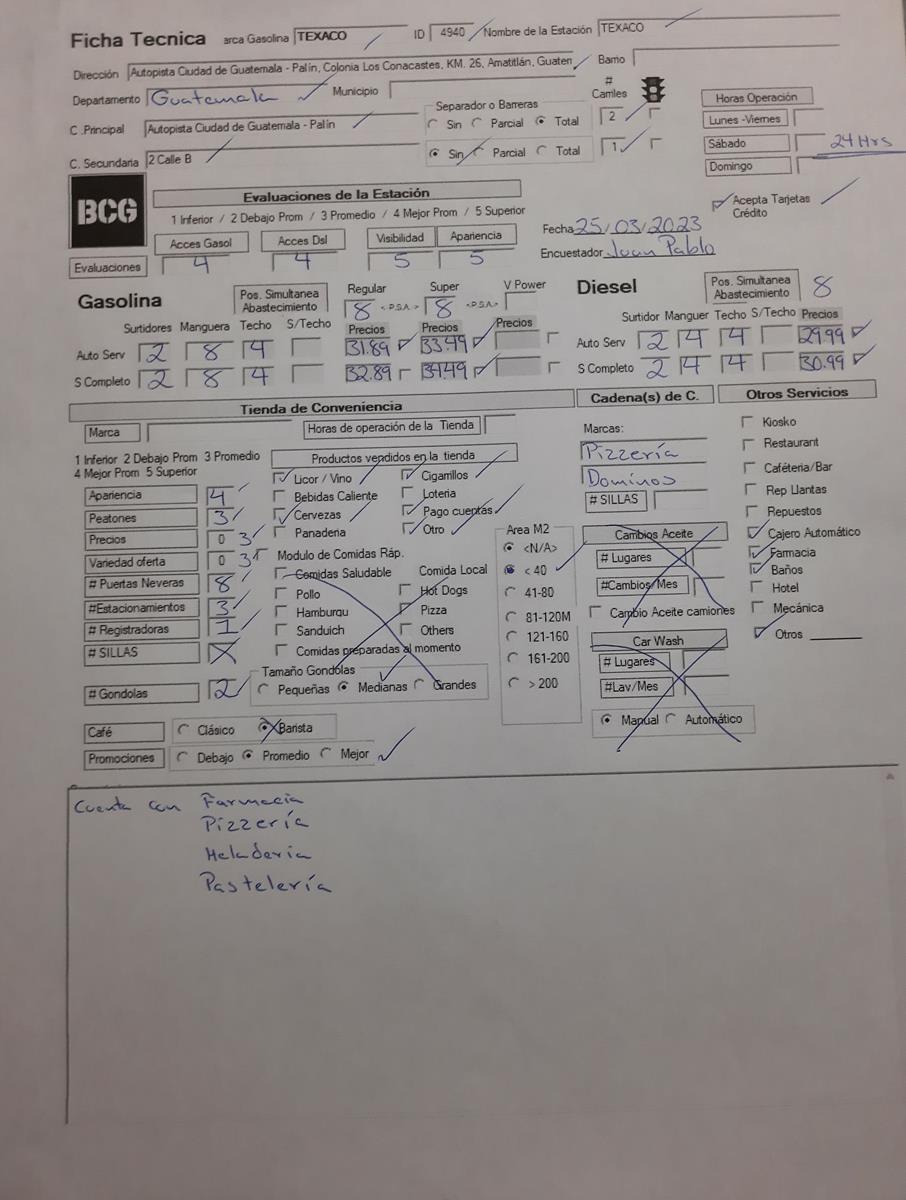 Ficha Tecnica arca Gasolina TEXACO ID 4940 Nombre de la Estación TEXACO
Dirección Autopista Ciudad de Guatemala - Palín, Colonia Los Conacastes, KM. 26, Amatitlán, Guaten Barrio
Departamento Guatemala Municipio
Separador o Barreras # Carriles Horas Operación
C .Principal Autopista Ciudad de Guatemala - Palín Sin Parcial Total 2 Lunes -Viernes
C. Secundaria 2 Calle B Sin Parcial Total 1 Sábado 24 Hrs
Domingo
BCG Evaluaciones de la Estación
1 Inferior / 2 Debajo Prom / 3 Promedio / 4 Mejor Prom / 5 Superior
Acepta Tarjetas Crédito
Acces Gasol Acces Dsl Visibilidad Apariencia
Fecha 25/03/2023
Evaluaciones 4 4 5 5
Encuestador Juan Pablo
Gasolina Pos. Simultanea Abastecimiento Regular 8 < P.S.A. > Super 8 <P.S.A> V Power
Diesel Pos. Simultanea Abastecimiento 8
Surtidores Manguera Techo S/Techo Precios Precios Precios
Auto Serv 2 8 4 31.89 33.49
S Completo 2 8 4 32.89 34.49
Surtidor Manguer Techo S/Techo Precios
Auto Serv 2 4 4 29.99
S Completo 2 4 4 30.99
Tienda de Conveniencia
Marca Horas de operación de la Tienda
1 Inferior 2 Debajo Prom 3 Promedio
4 Mejor Prom 5 Superior
Apariencia 4
Peatones 3
Precios 0 3
Variedad oferta 0 3
# Puertas Neveras 8
#Estacionamientos 3
# Registradoras 1
# SILLAS
# Gondolas 2
Productos vendidos en la tienda
Licor / Vino Cigarrillos
Bebidas Caliente Loteria
Cervezas Pago cuentas
Panaderia Otro
Modulo de Comidas Ráp.
Comidas Saludable Comida Local
Pollo Hot Dogs
Hamburqu Pizza
Sanduich Others
Comidas preparadas al momento
Tamaño Gondolas
Pequeñas Medianas Grandes
Area M2
<N/A>
< 40
41-80
81-120M
121-160
161-200
> 200
Café Clásico Barista
Promociones Debajo Promedio Mejor
Cadena(s) de C.
Marcas:
Pizzería
Dominos
# SILLAS
Cambios Aceite
# Lugares
#Cambios/Mes
Cambio Aceite camiones
Car Wash
# Lugares
#Lav/Mes
Manual Automático
Otros Servicios
Kiosko
Restaurant
Caféteria/Bar
Rep Llantas
Repuestos
Cajero Automático
Farmacia
Baños
Hotel
Mecánica
Otros
Cuenta con Farmacia
Pizzería
Heladeria
Pastelería